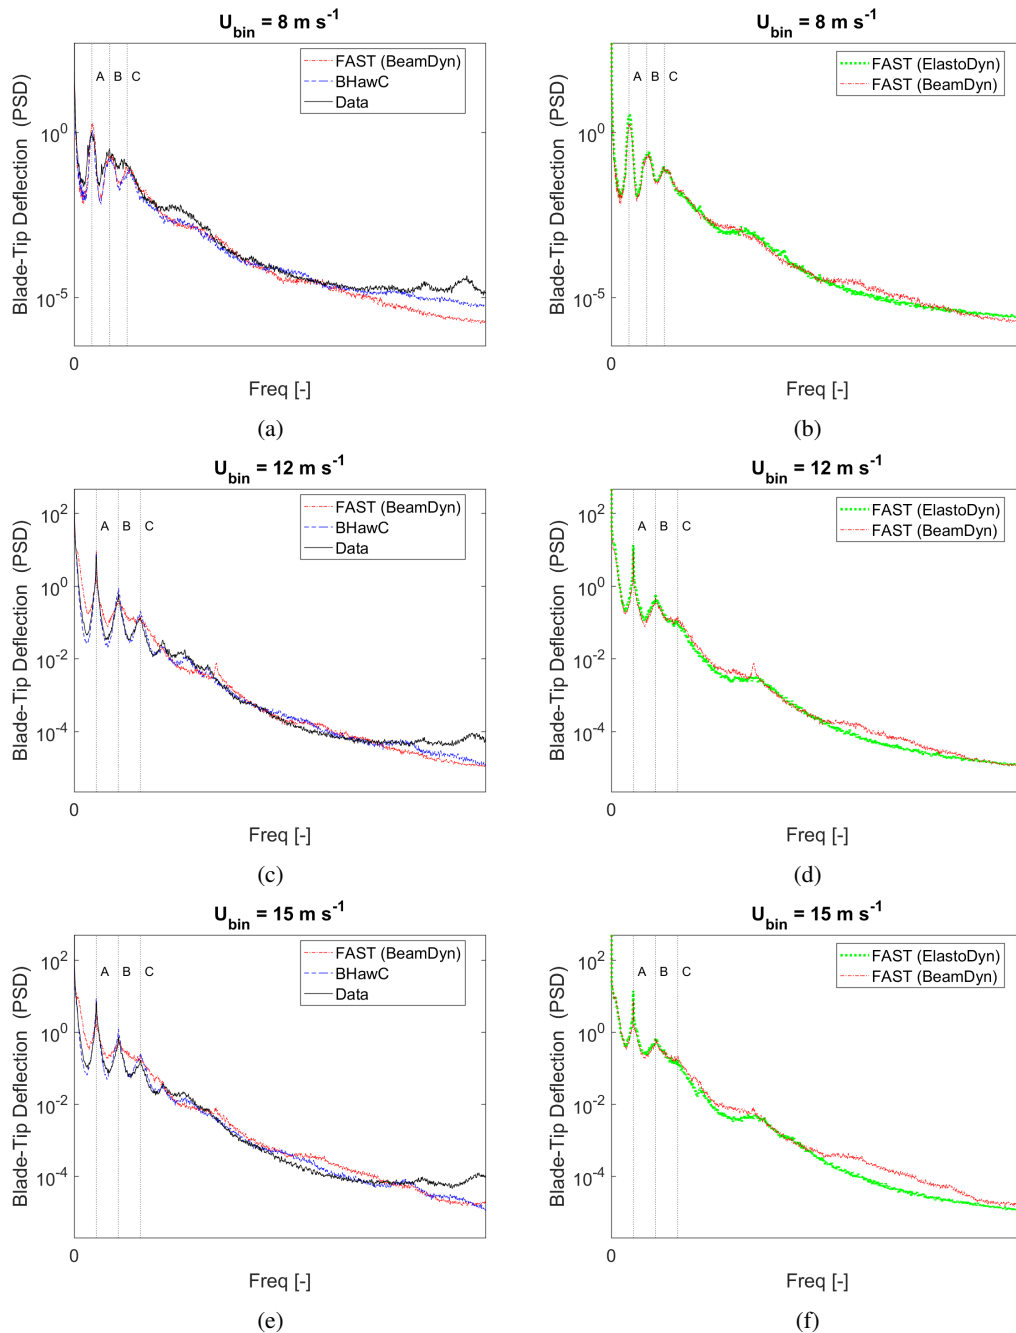 U_bin = 8 m s^-1
A B C
FAST (BeamDyn)
BHawC
Data
10^0
10^-5
Blade-Tip Deflection (PSD)
0
Freq [-]
(a)
U_bin = 8 m s^-1
A B C
FAST (ElastoDyn)
FAST (BeamDyn)
10^0
10^-5
Blade-Tip Deflection (PSD)
0
Freq [-]
(b)
U_bin = 12 m s^-1
A B C
FAST (BeamDyn)
BHawC
Data
10^2
10^0
10^-2
10^-4
Blade-Tip Deflection (PSD)
0
Freq [-]
(c)
U_bin = 12 m s^-1
A B C
FAST (ElastoDyn)
FAST (BeamDyn)
10^2
10^0
10^-2
10^-4
Blade-Tip Deflection (PSD)
0
Freq [-]
(d)
U_bin = 15 m s^-1
A B C
FAST (BeamDyn)
BHawC
Data
10^2
10^0
10^-2
10^-4
Blade-Tip Deflection (PSD)
0
Freq [-]
(e)
U_bin = 15 m s^-1
A B C
FAST (ElastoDyn)
FAST (BeamDyn)
10^2
10^0
10^-2
10^-4
Blade-Tip Deflection (PSD)
0
Freq [-]
(f)